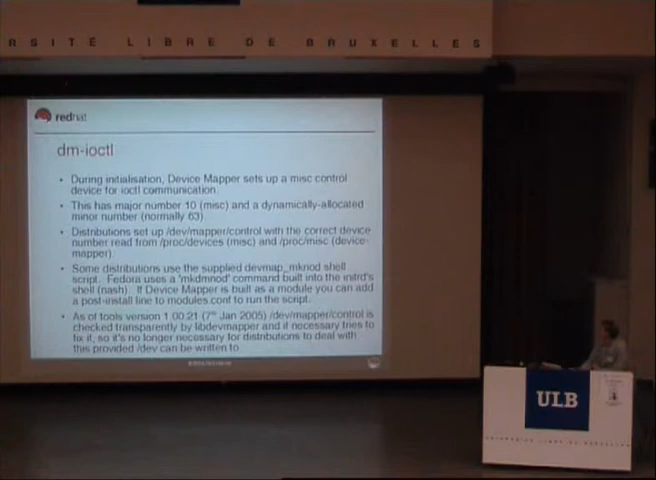 RSITÉ LIBRE DE BRUXELLES
redhat
dm-ioctl
• During initialisation, Device Mapper sets up a misc control
device for ioctl communication.
• This has major number 10 (misc) and a dynamically-allocated
minor number (normally 63).
• Distributions set up /dev/mapper/control with the correct device
number read from /proc/devices (misc) and /proc/misc (device-
mapper).
• Some distributions use the supplied devmap_mknod shell
script. Fedora uses a 'mkdmnod' command built into the initrd's
shell (nash). If Device Mapper is built as a module you can add
a post-install line to modules.conf to run the script.
• As of tools version 1.00.21 (7th Jan 2005) /dev/mapper/control is
checked transparently by libdevmapper and if necessary tries to
fix it, so it's no longer necessary for distributions to deal with
this provided /dev can be written to
ULB